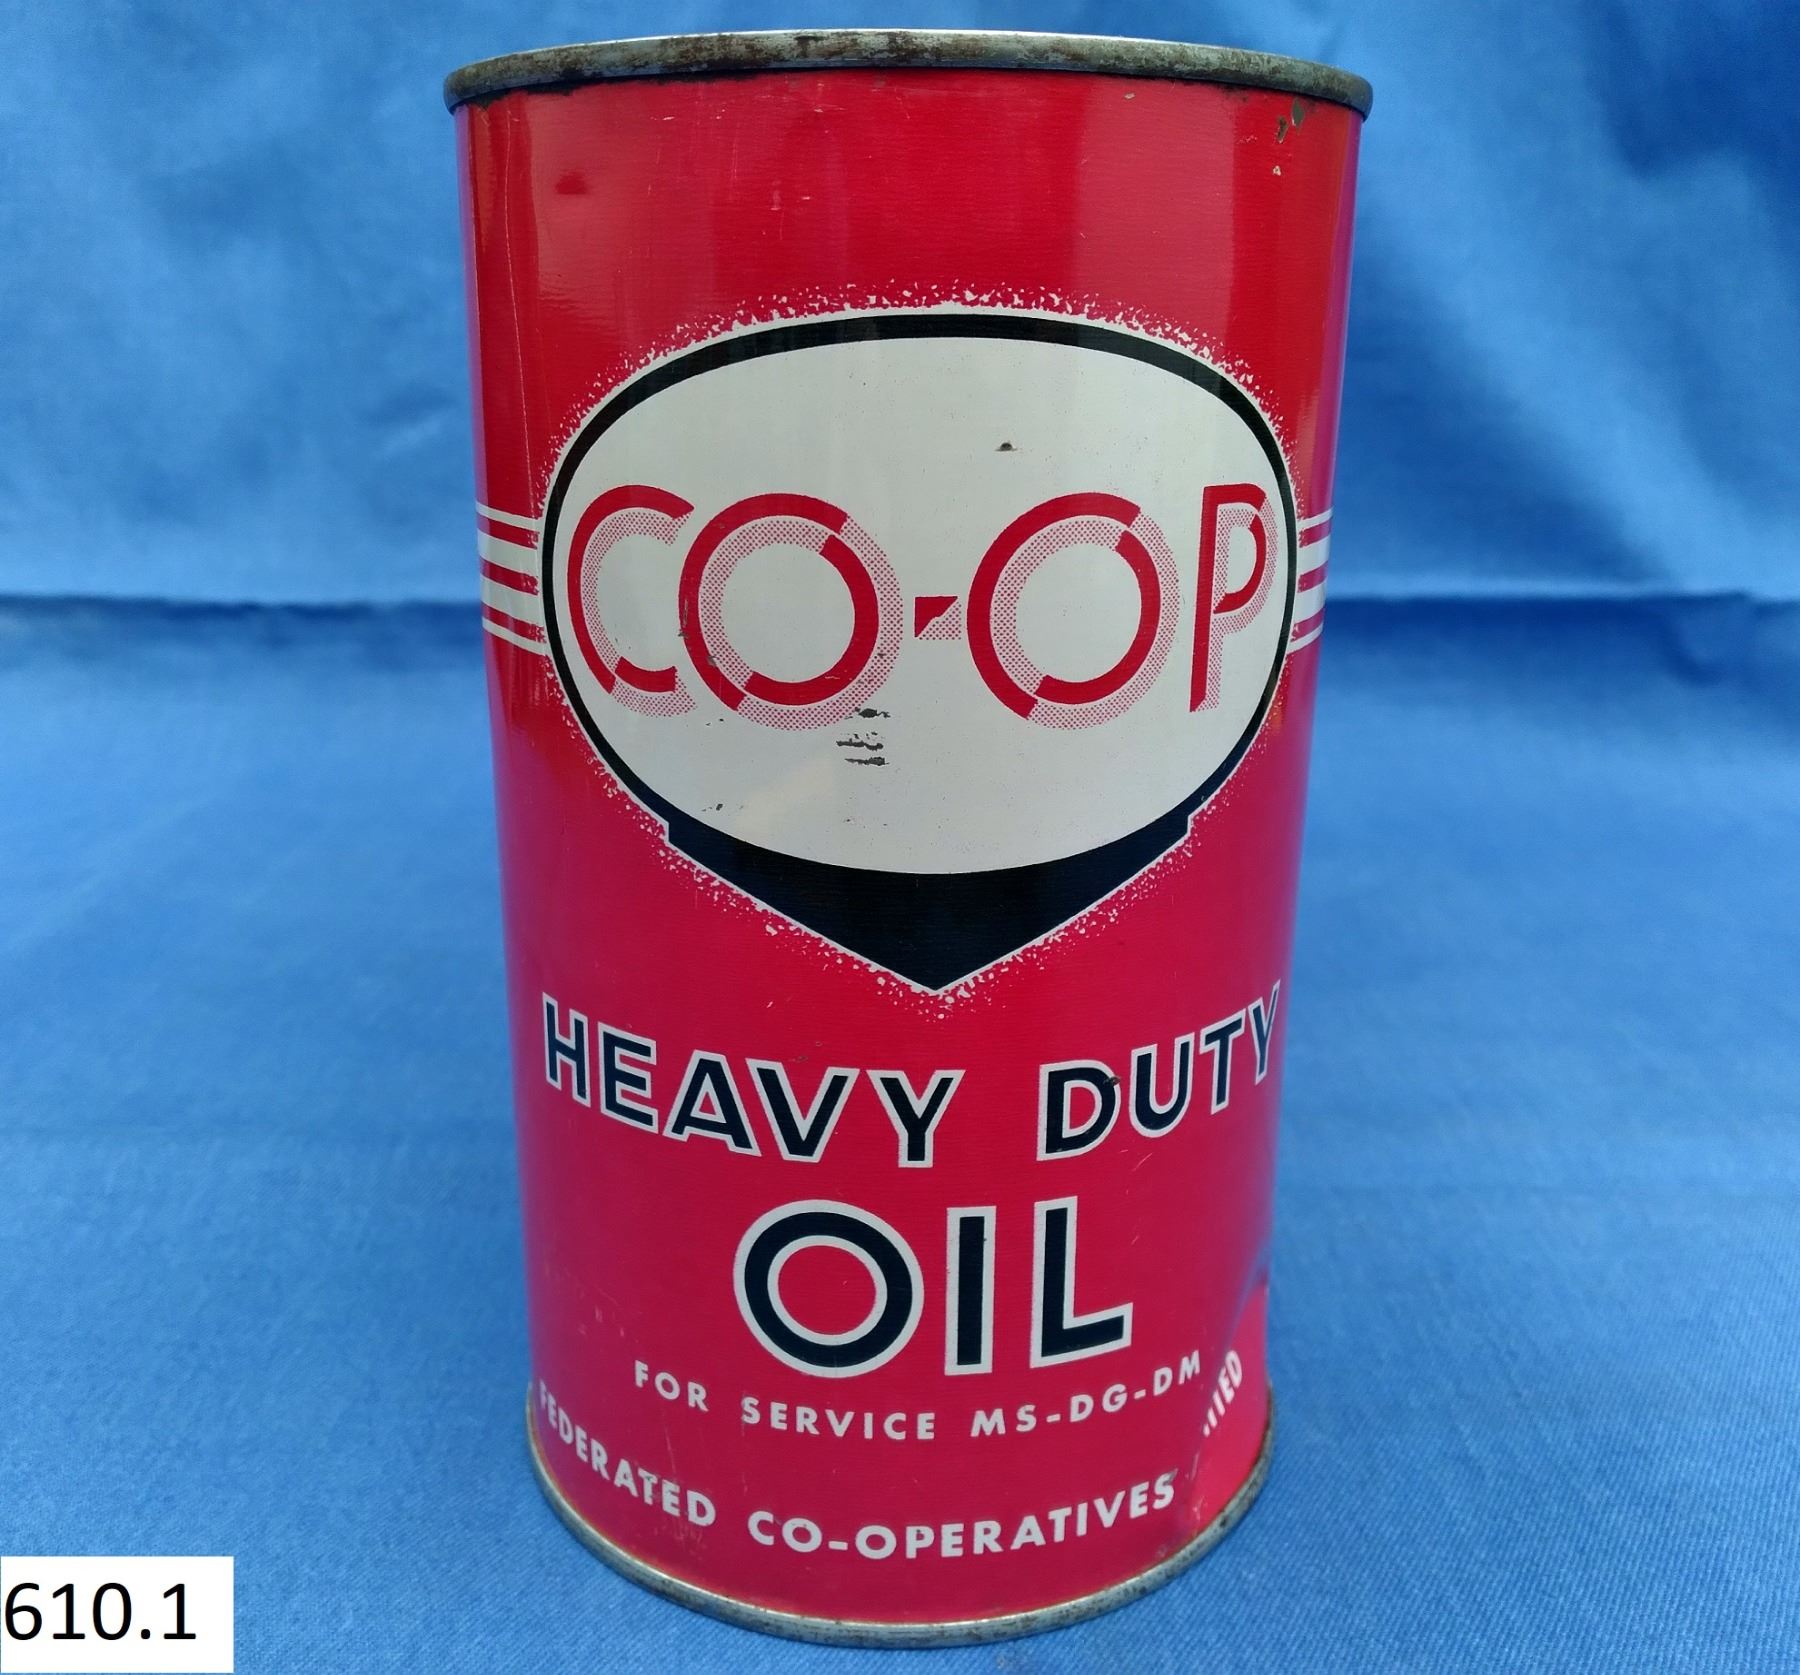 CO-OP
HEAVY DUTY
OIL
FOR SERVICE MS-DG-DM
FEDERATED CO-OPERATIVES
610.1